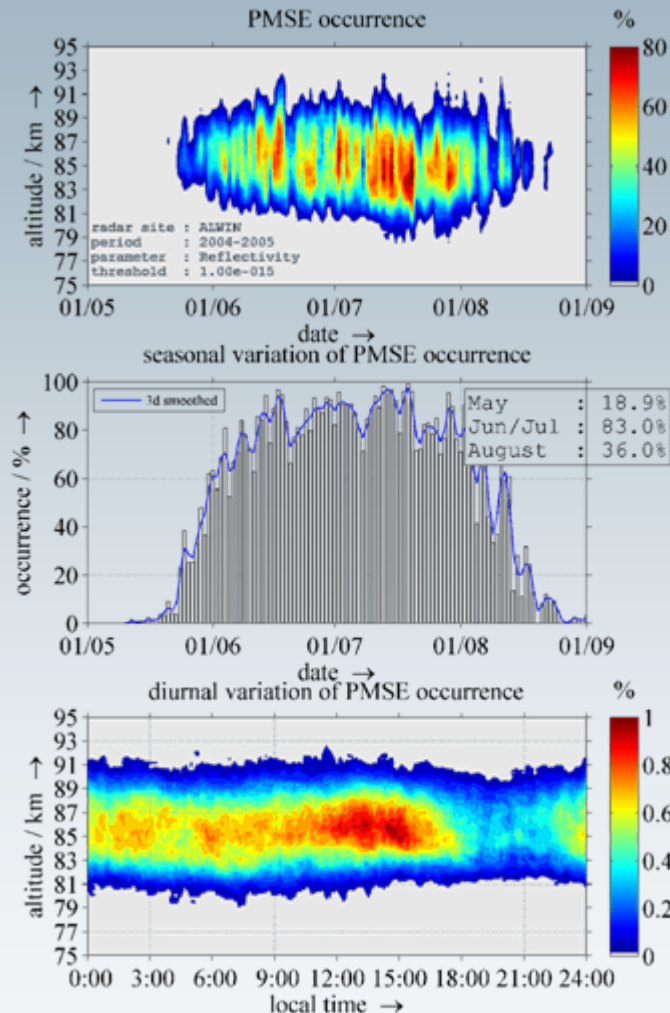 PMSE occurrence
%
95
93
91
89
87
85
83
81
79
77
75
altitude / km →
radar site : ALWIN
period : 2004-2005
parameter : Reflectivity
threshold : 1.00e-015
80
60
40
20
0
01/05 01/06 01/07 01/08 01/09
date →
seasonal variation of PMSE occurrence
100
80
60
40
20
0
occurrence / % →
3d smoothed
May : 18.9%
Jun/Jul : 83.0%
August : 36.0%
01/05 01/06 01/07 01/08 01/09
date →
diurnal variation of PMSE occurrence
%
95
93
91
89
87
85
83
81
79
77
75
altitude / km →
1
0.8
0.6
0.4
0.2
0
0:00 3:00 6:00 9:00 12:00 15:00 18:00 21:00 24:00
local time →